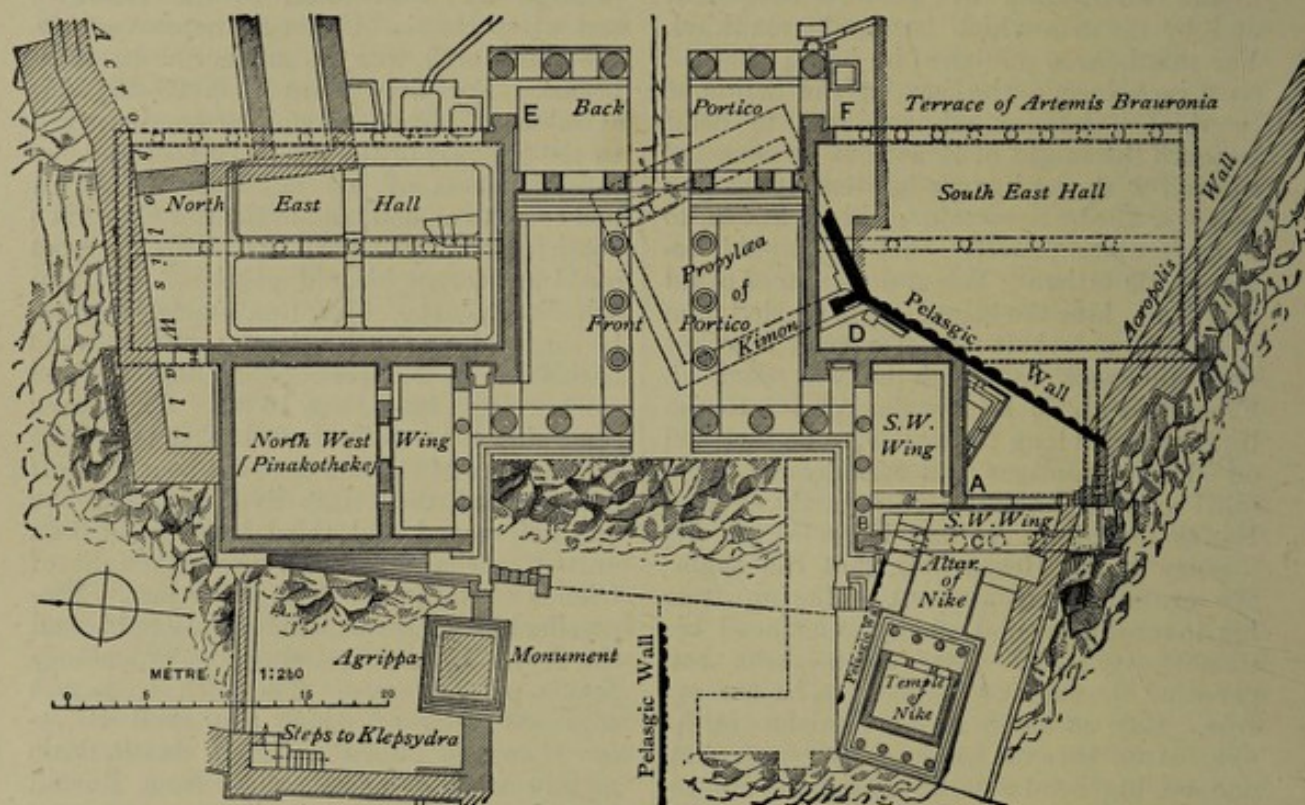 Acropolis Wall
E
Back Portico
F
Terrace of Artemis Brauronia
North East Hall
South East Hall
Acropolis Wall
Propylæa
of
Kimon
Front Portico
D
Pelasgic Wall
North West
[Pinakotheke]
Wing
S.W.
Wing
A
B
S.W. Wing
C
Altar
of
Nike
Pelasgic W
Temple
of
Nike
Agrippa Monument
MÉTRE 1:250
0 5 10 15 20
Steps to Klepsydra
Pelasgic Wall